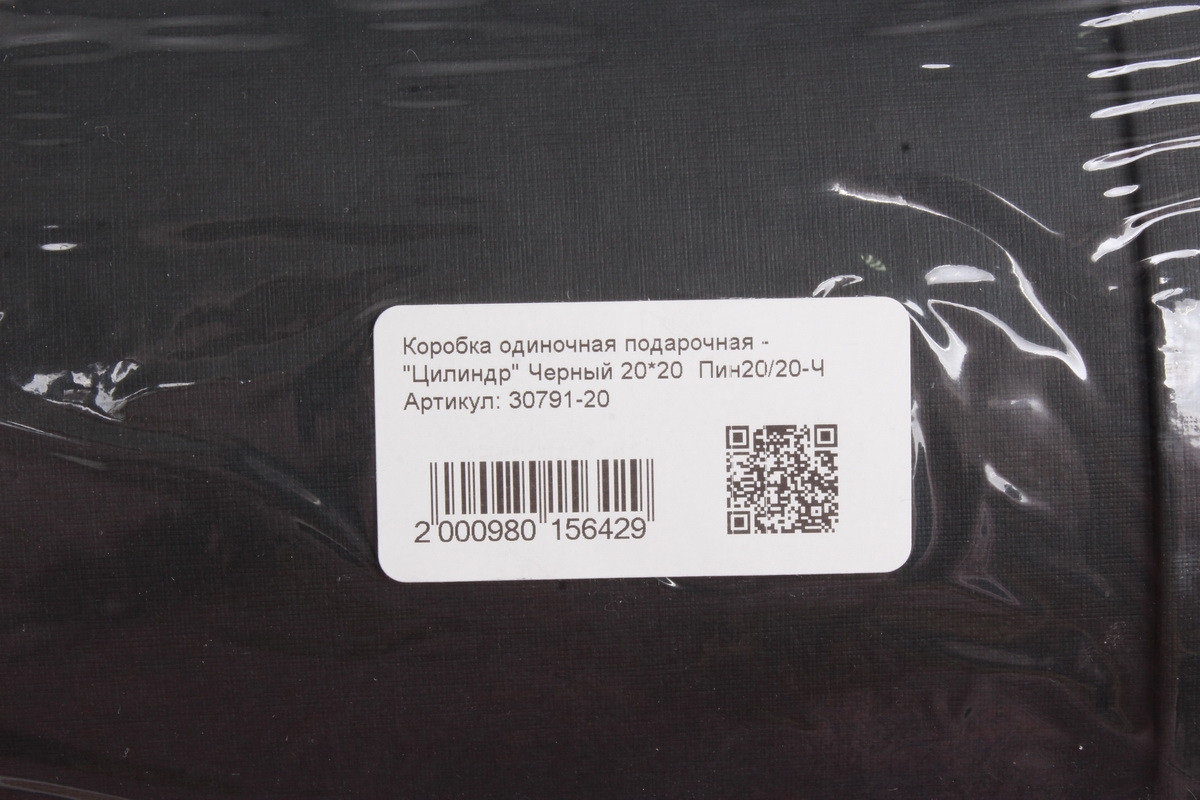 Коробка одиночная подарочная -
"Цилиндр" Черный 20*20 Пин20/20-Ч
Артикул: 30791-20
2 000980 156429